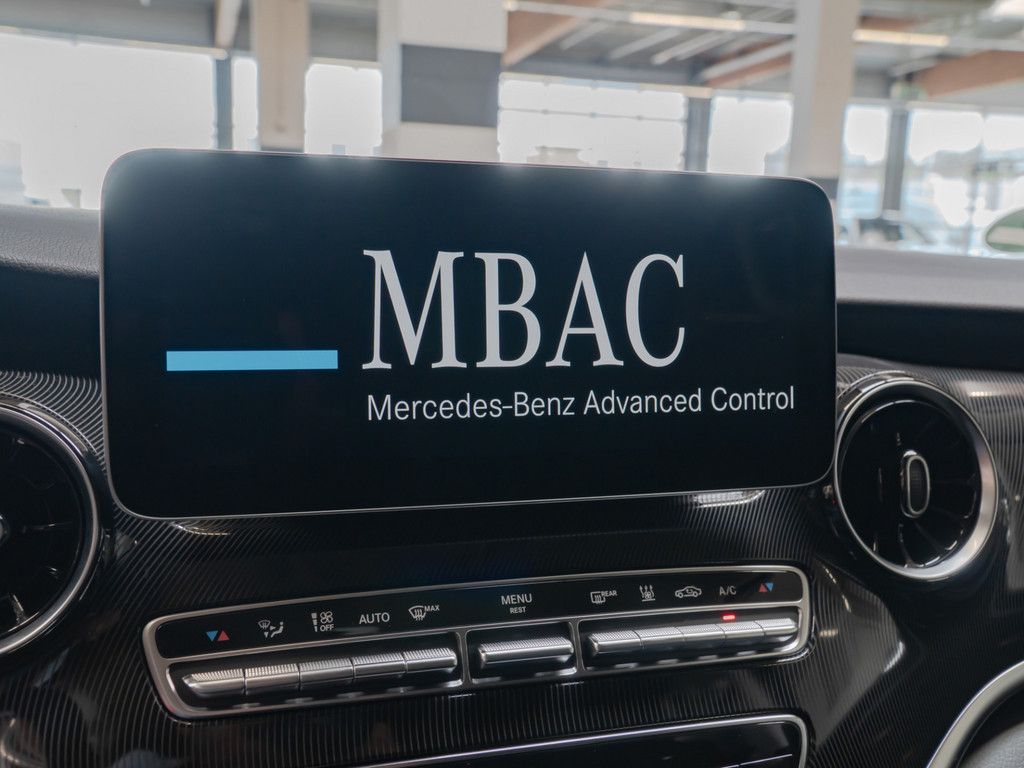 MBAC
Mercedes-Benz Advanced Control
OFF
AUTO
MAX
MENU
REST
REAR
A/C